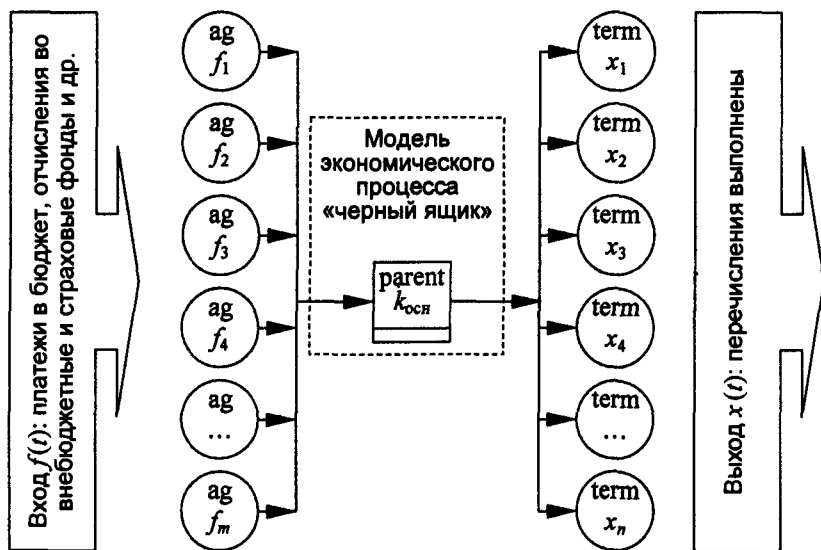 Вход f(t): платежи в бюджет, отчисления во
внебюджетные и страховые фонды и др.
ag
f1
ag
f2
ag
f3
ag
f4
ag
...
ag
fm
Модель
экономического
процесса
«черный ящик»
parent
kосн
term
x1
term
x2
term
x3
term
x4
term
...
term
xn
Выход x (t): перечисления выполнены